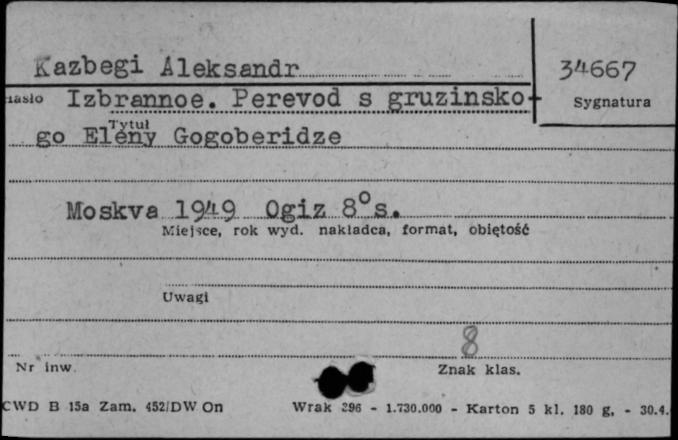 Kazbegi Aleksandr
34667
Hasło Izbrannoe. Perevod s gruzinsko-
Sygnatura
Tytuł
go Eleny Gogoberidze
Moskva 1949 Ogiz 8°s.
Miejsce, rok wyd. nakładca, format, objętość
Uwagi
8
Nr inw.
Znak klas.
CWD B 15a Zam. 452/DW On
Wrak 296 - 1.730.000 - Karton 5 kl. 180 g. - 30.4.